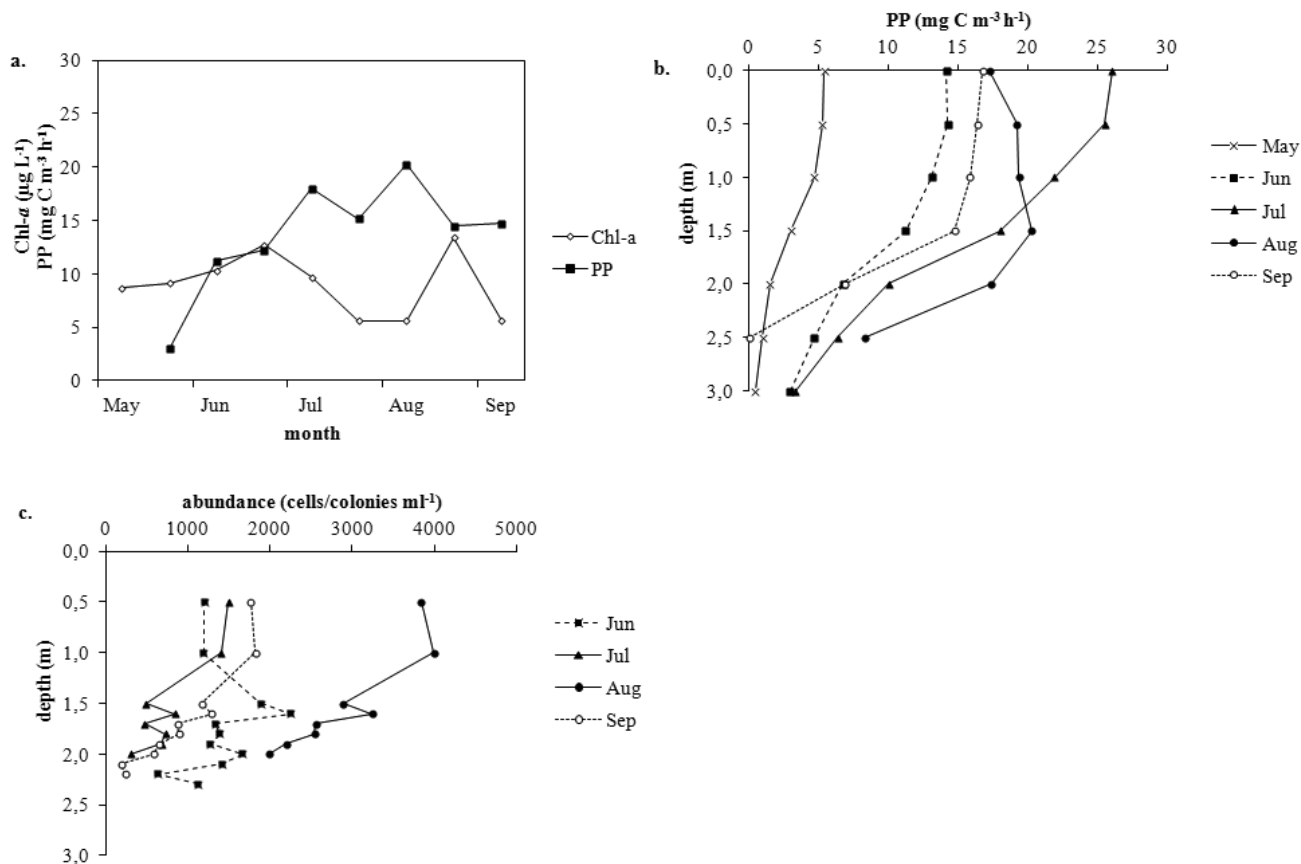 a.
30
25
20
15
10
5
0
Chl-a (µg L⁻¹)
PP (mg C m⁻³ h⁻¹)
May Jun Jul Aug Sep
month
Chl-a
PP
b.
PP (mg C m⁻³ h⁻¹)
0 5 10 15 20 25 30
0,0
0,5
1,0
1,5
2,0
2,5
3,0
depth (m)
May
Jun
Jul
Aug
Sep
c.
abundance (cells/colonies ml⁻¹)
0 1000 2000 3000 4000 5000
0,0
0,5
1,0
1,5
2,0
2,5
3,0
depth (m)
Jun
Jul
Aug
Sep